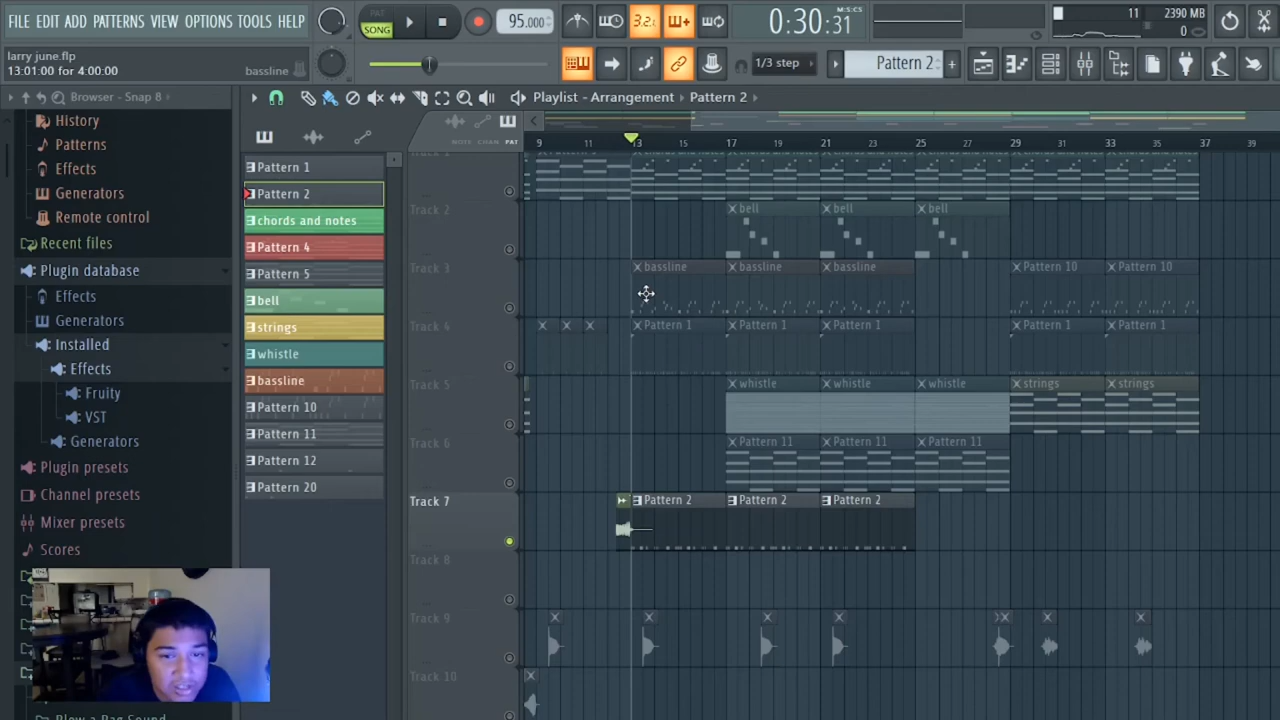 FILE EDIT ADD PATTERNS VIEW OPTIONS TOOLS HELP
PAT
SONG
95.000
3.2.
0:30:31
M:S:CS
11
2390 MB
0
larry june.flp
13:01:00 for 4:00:00
bassline
1/3 step
Pattern 2
Browser - Snap 8
Playlist - Arrangement
Pattern 2
NOTE CHAN PAT
9 11 13 15 17 19 21 23 25 27 29 31 33 35 37 39
History
Patterns
Effects
Generators
Remote control
Recent files
Plugin database
Effects
Generators
Installed
Effects
Fruity
VST
Generators
Plugin presets
Channel presets
Mixer presets
Scores
Pattern 1
Pattern 2
chords and notes
Pattern 4
Pattern 5
bell
strings
whistle
bassline
Pattern 10
Pattern 11
Pattern 12
Pattern 20
Track 2
bell bell bell
Track 3
bassline bassline bassline Pattern 10 Pattern 10
Track 4
Pattern 1 Pattern 1 Pattern 1 Pattern 1 Pattern 1
Track 5
whistle whistle whistle strings strings
Track 6
Pattern 11 Pattern 11 Pattern 11
Track 7
Pattern 2 Pattern 2 Pattern 2
Track 8
Track 9
Track 10